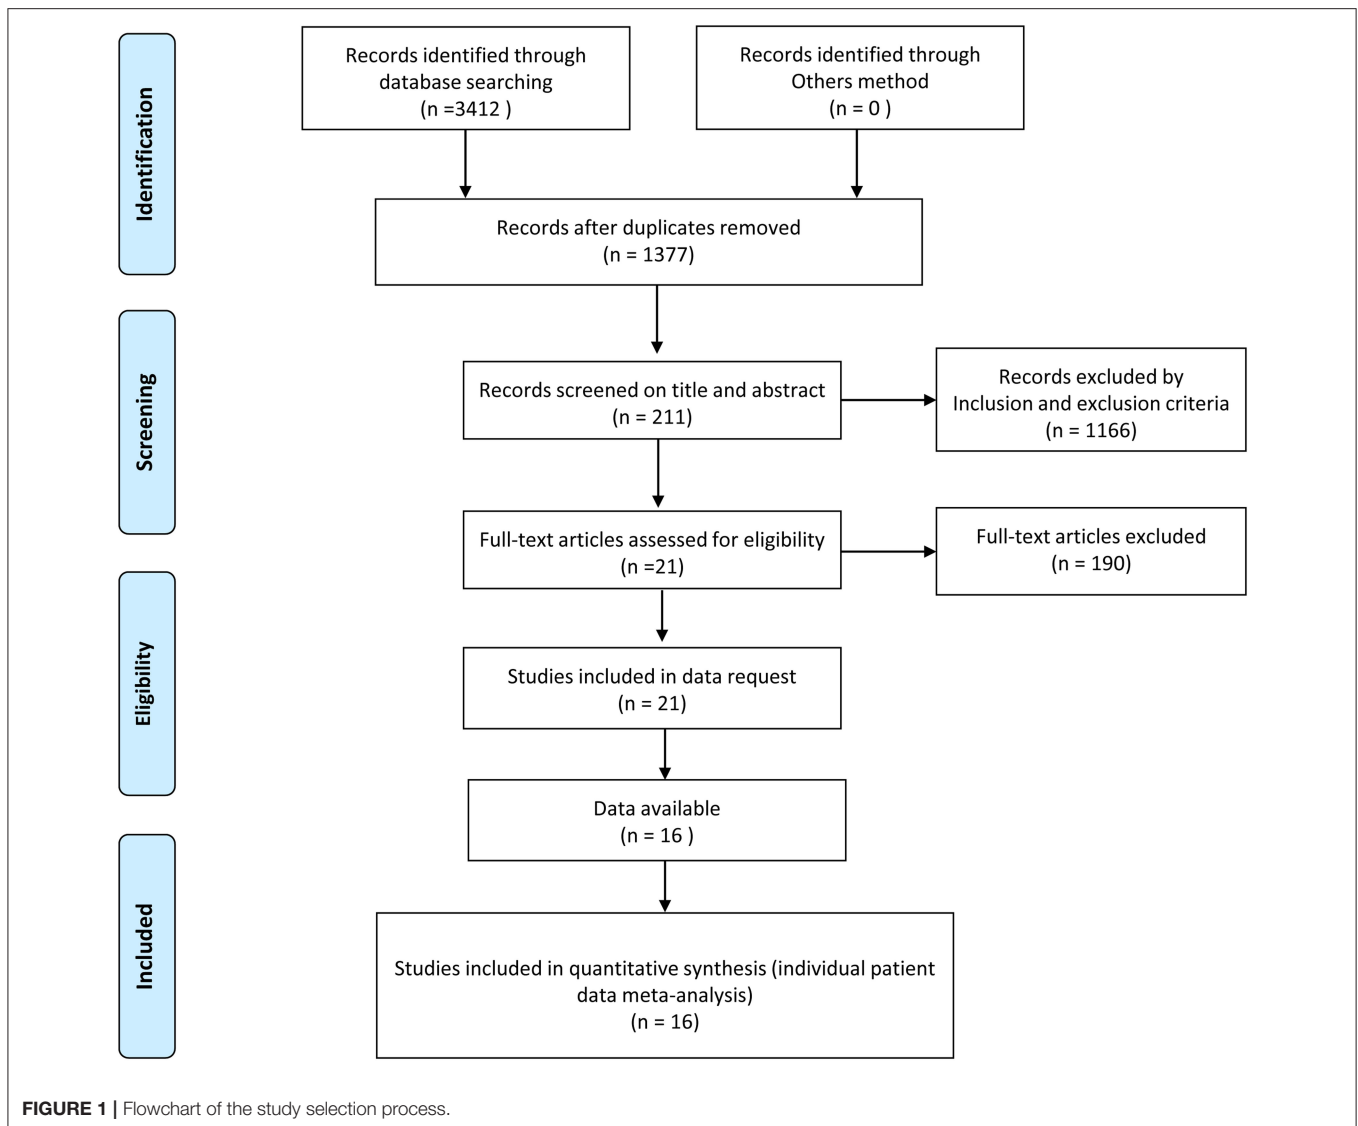 Identification
Records identified through
database searching
(n =3412 )
Records identified through
Others method
(n = 0 )
Records after duplicates removed
(n = 1377)
Screening
Records screened on title and abstract
(n = 211)
Records excluded by
Inclusion and exclusion criteria
(n = 1166)
Full-text articles assessed for eligibility
(n =21)
Full-text articles excluded
(n = 190)
Eligibility
Studies included in data request
(n = 21)
Data available
(n = 16 )
Included
Studies included in quantitative synthesis (individual patient
data meta-analysis)
(n = 16)
FIGURE 1 | Flowchart of the study selection process.